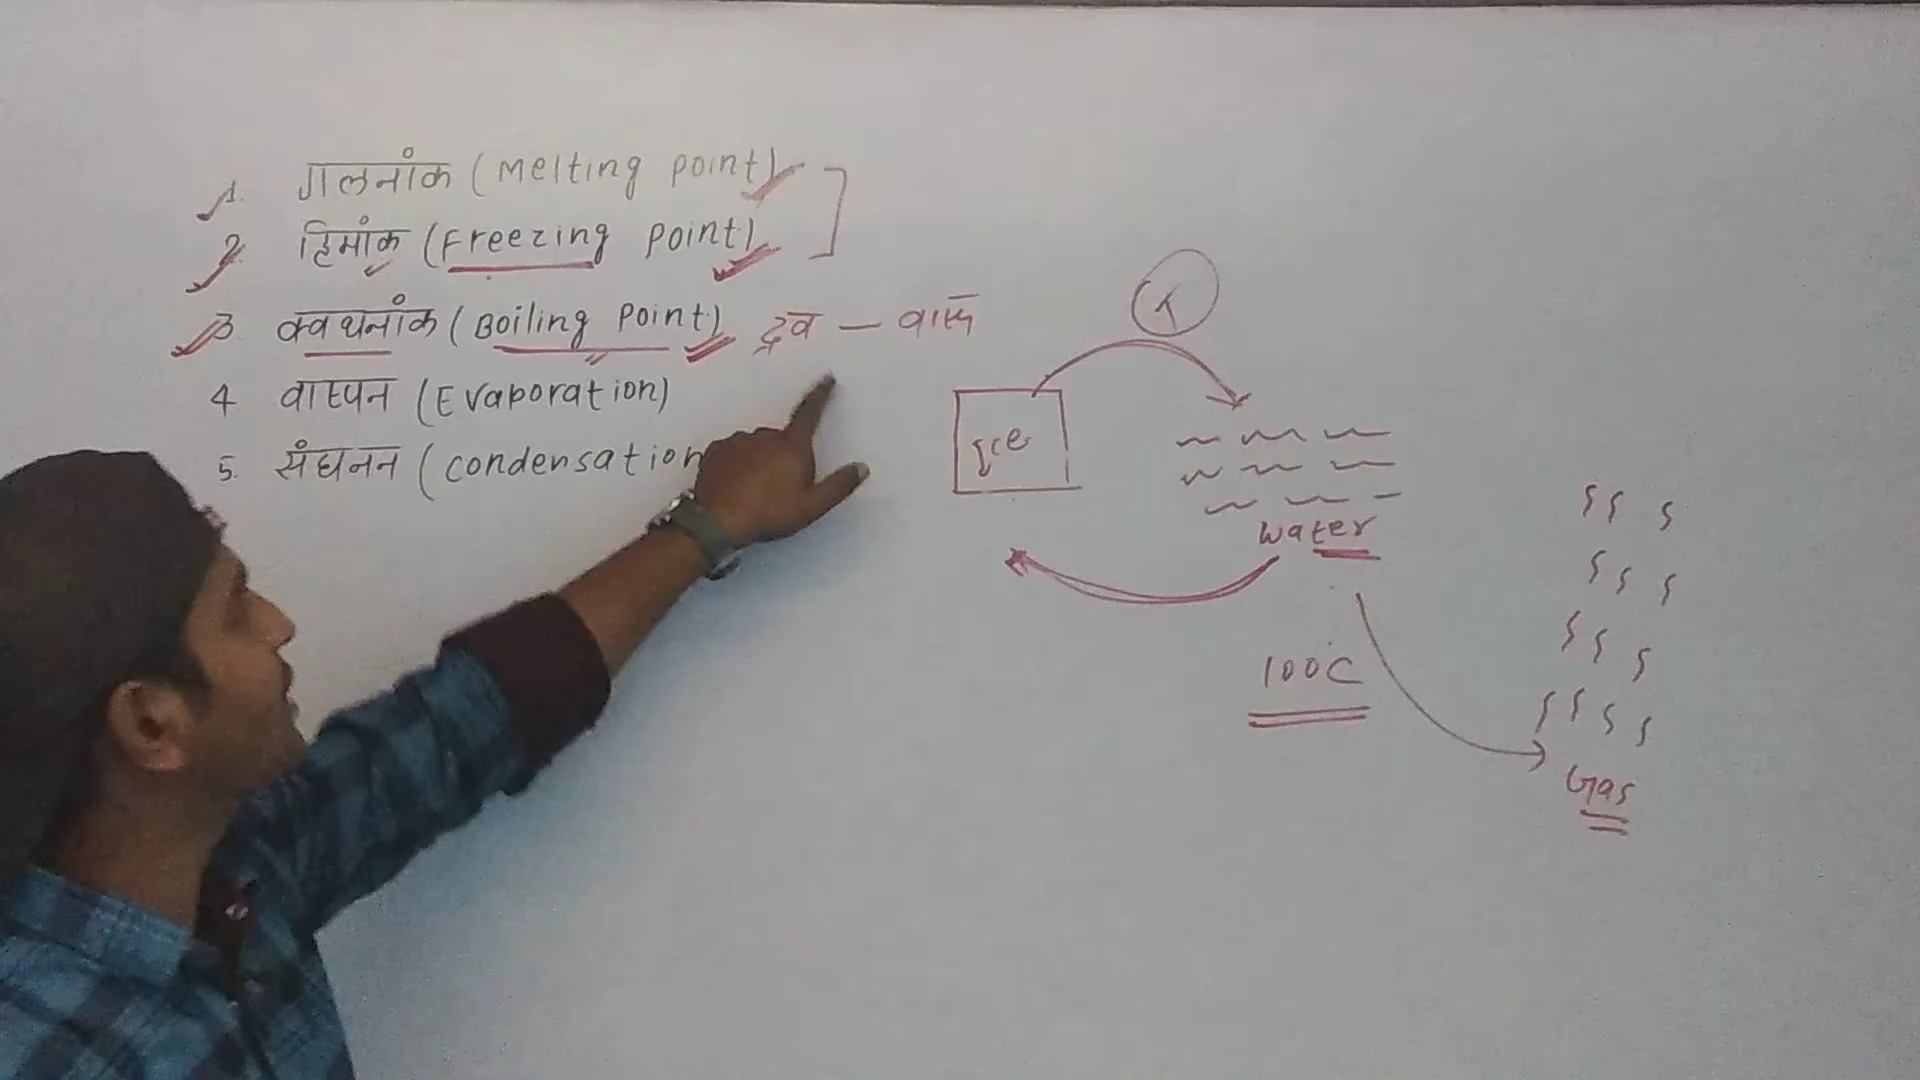 1. गलनांक (Melting point)
2. हिमांक (Freezing point)
3 क्वथनांक (Boiling point) द्रव — वाष्प
4 वाष्पन (Evaporation)
5. संघनन (condensation
Ice
Water
100°C
Gas